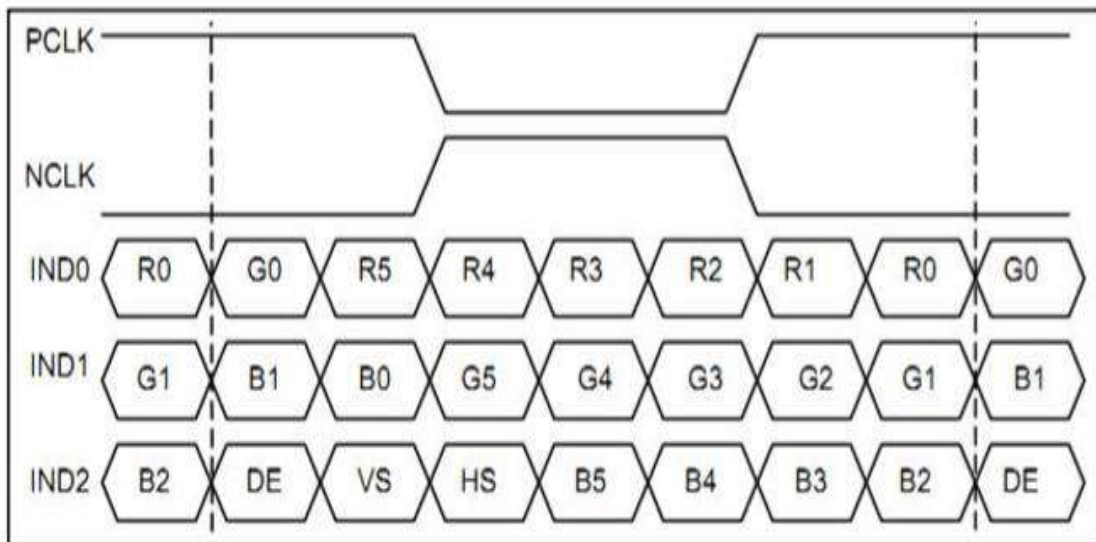 PCLK
NCLK
IND0 R0 G0 R5 R4 R3 R2 R1 R0 G0
IND1 G1 B1 B0 G5 G4 G3 G2 G1 B1
IND2 B2 DE VS HS B5 B4 B3 B2 DE